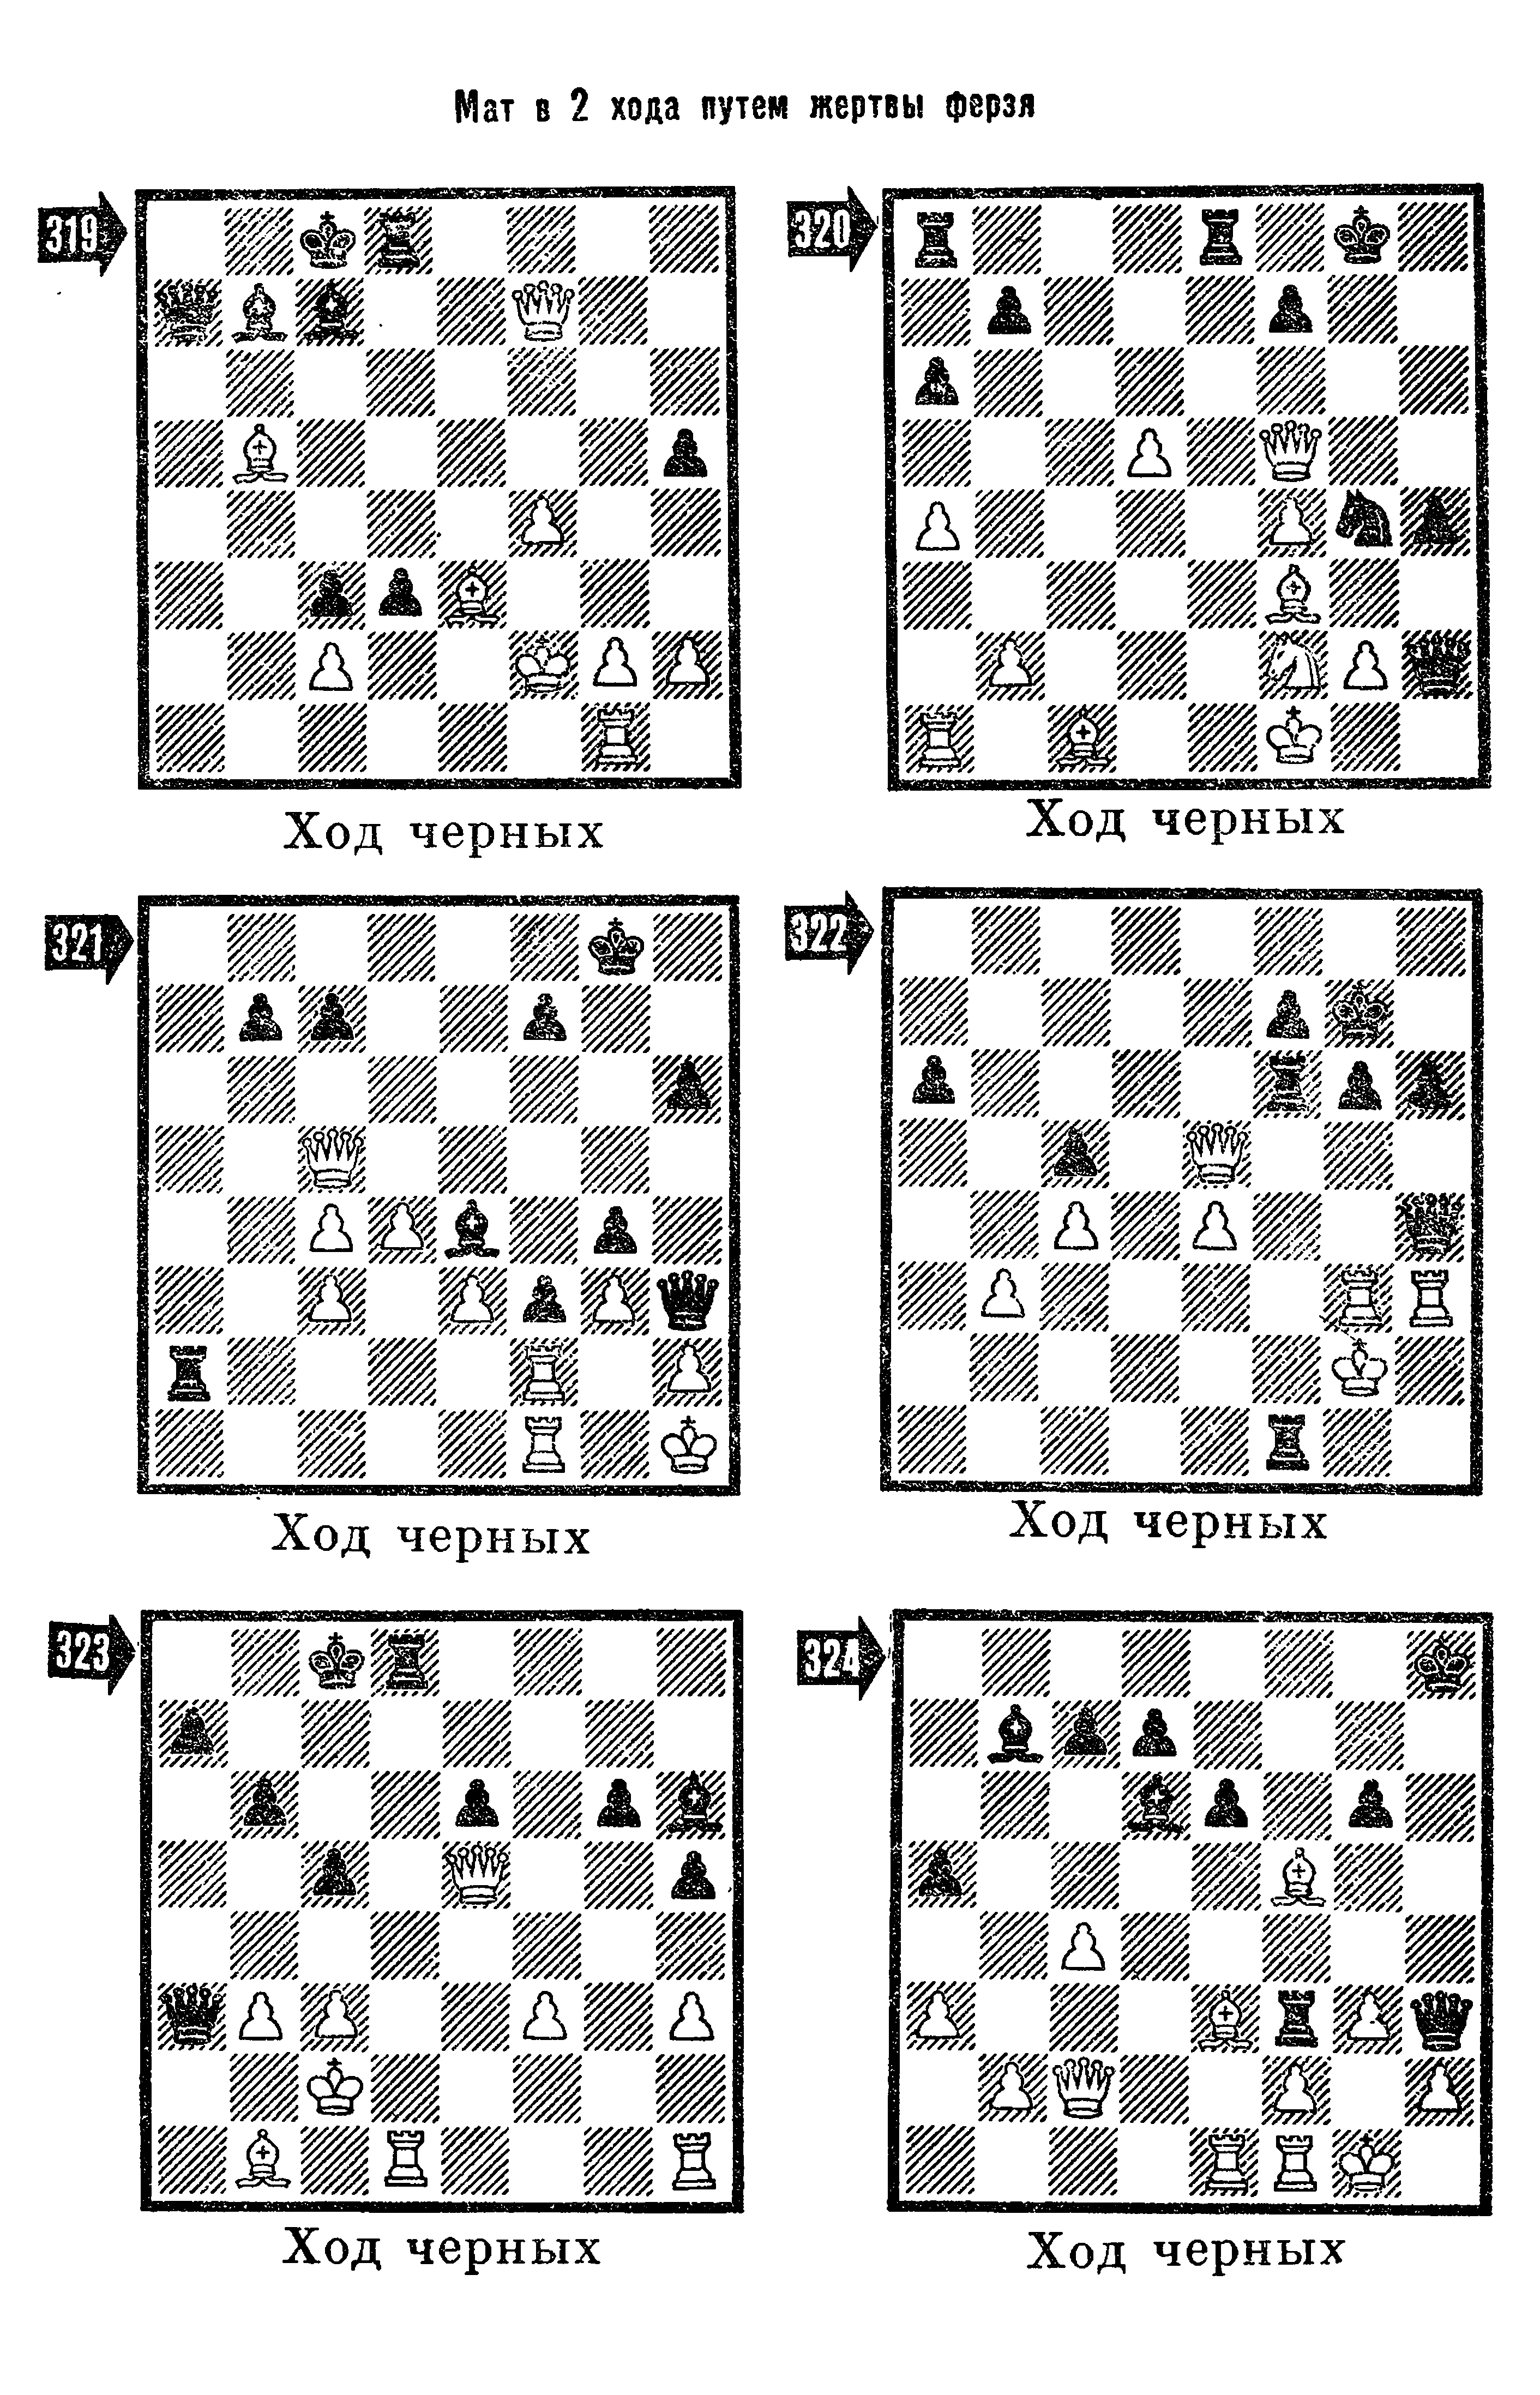 Мат в 2 хода путем жертвы ферзя
319
320
Ход черных
Ход черных
321
322
Ход черных
Ход черных
323
324
Ход черных
Ход черных